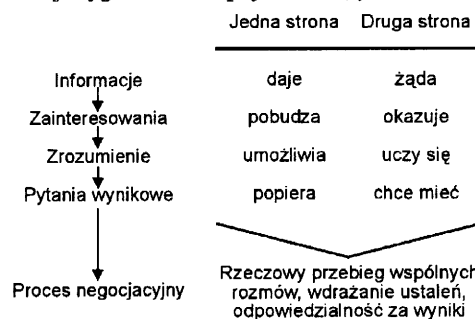 Jedna strona Druga strona
Informacje daje żąda
Zainteresowania pobudza okazuje
Zrozumienie umożliwia uczy się
Pytania wynikowe popiera chce mieć
Rzeczowy przebieg wspólnych
Proces negocjacyjny rozmów, wdrażanie ustaleń,
odpowiedzialność za wyniki